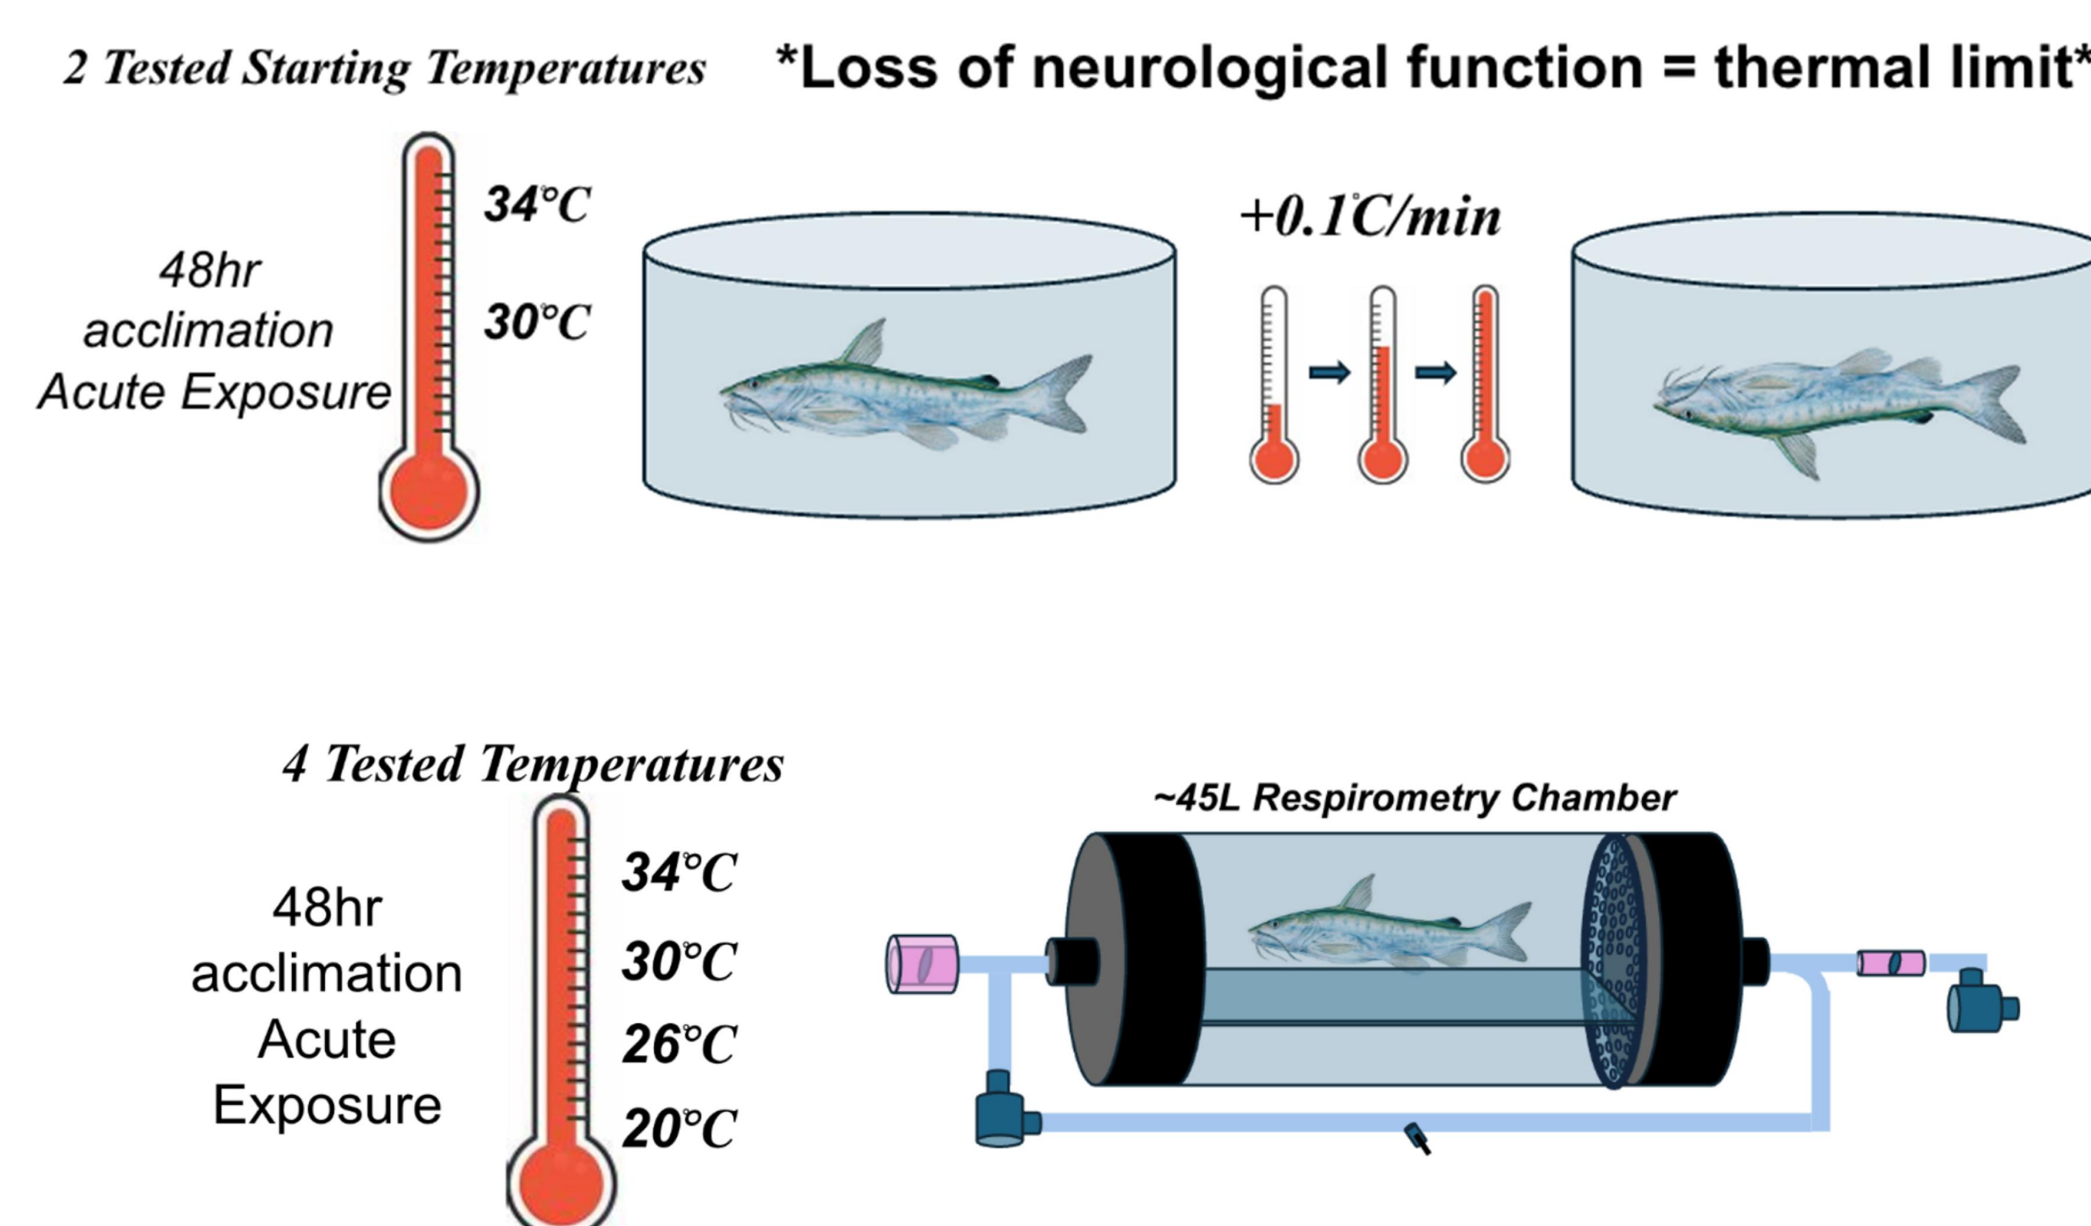 2 Tested Starting Temperatures
*Loss of neurological function = thermal limit*
34°C
30°C
48hr
acclimation
Acute Exposure
+0.1°C/min
4 Tested Temperatures
34°C
30°C
26°C
20°C
48hr
acclimation
Acute
Exposure
~45L Respirometry Chamber